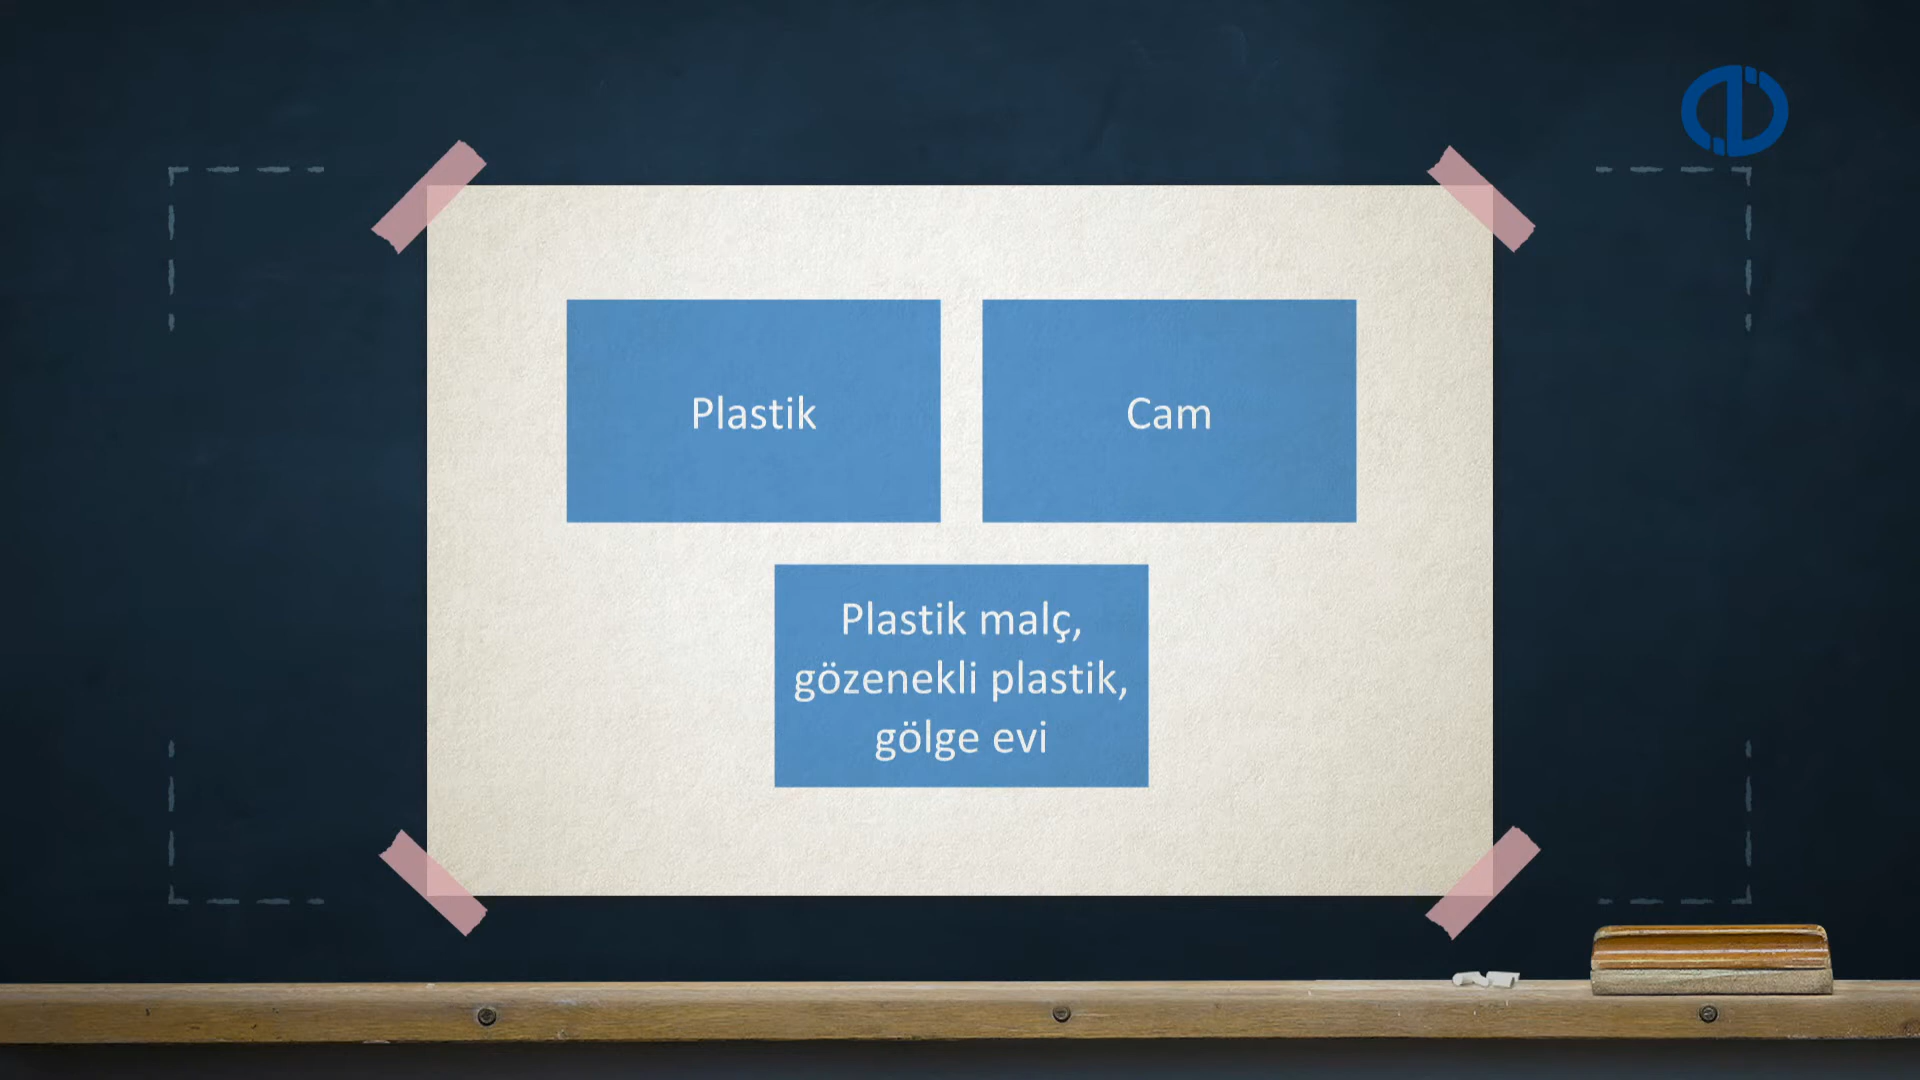 Plastik
Cam
Plastik malç,
gözenekli plastik,
gölge evi